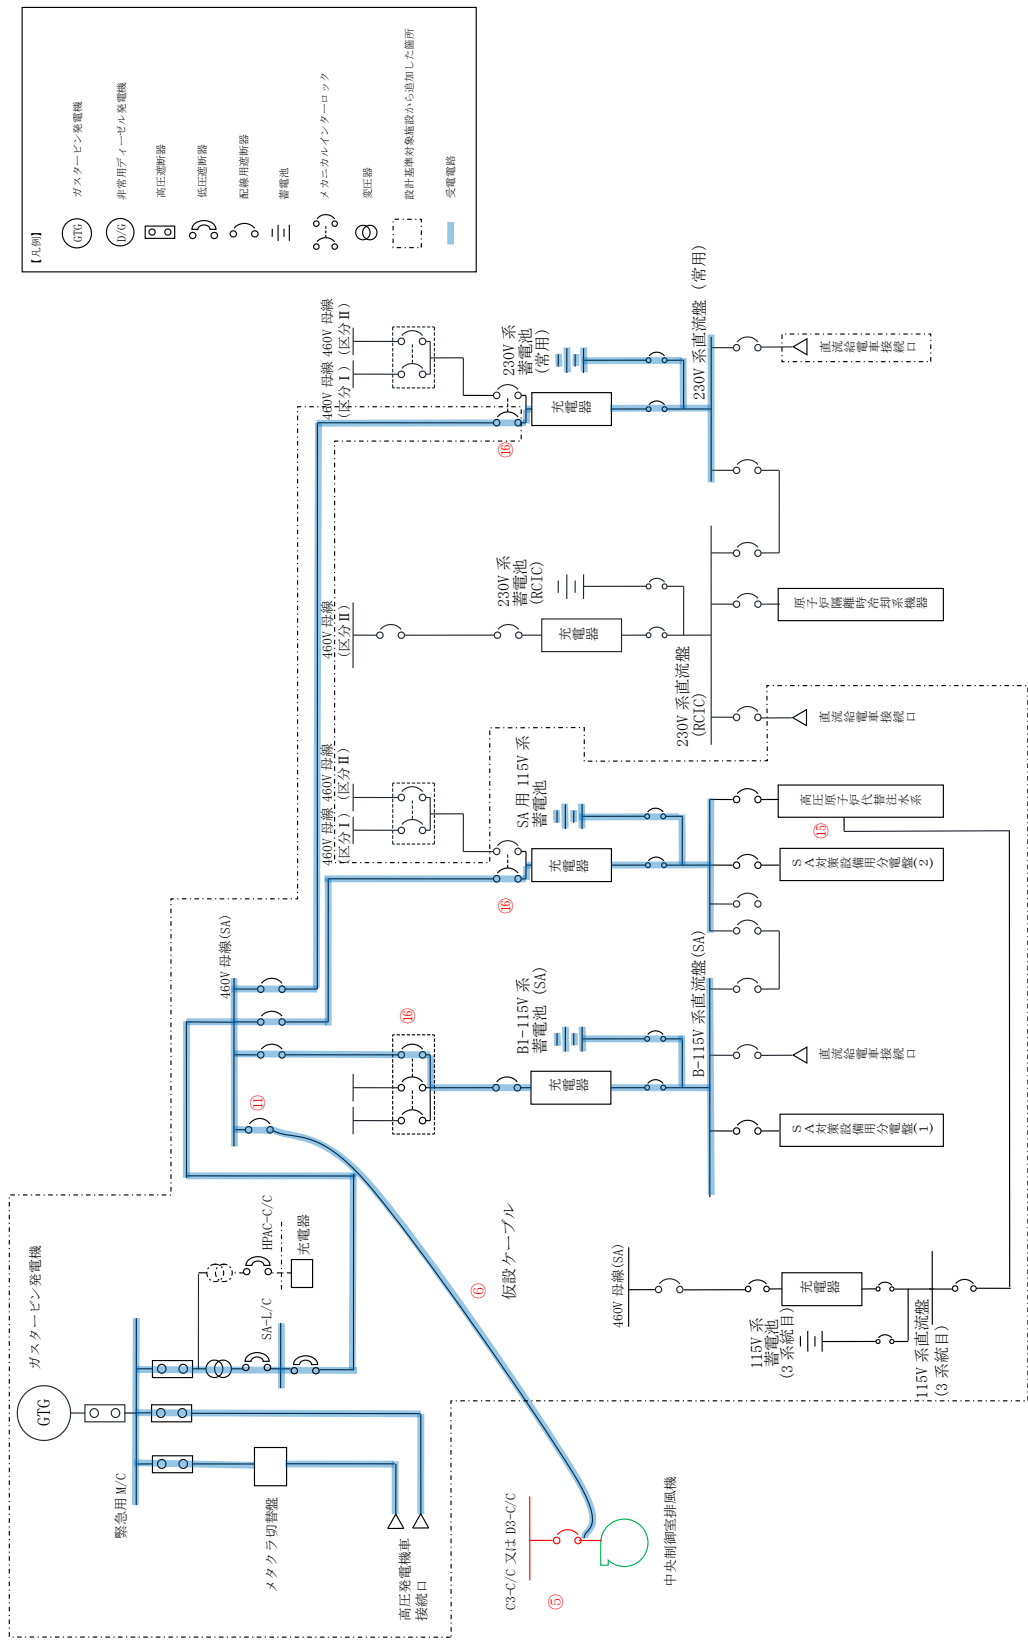 【凡例】
GTG
ガスタービン発電機
D/G
非常用ディーゼル発電機
高圧遮断器
低圧遮断器
配線用遮断器
蓄電池
メカニカルインターロック
変圧器
設計基準対象施設から追加した箇所
受電電路
ガスタービン発電機
GTG
緊急用 M/C
メタクラ切替盤
高圧発電機車
接続口
SA-L/C
HPAC-C/C
充電器
460V 母線(SA)
⑪
⑥
仮設ケーブル
C3-C/C 又は D3-C/C
⑤
中央制御室排風機
⑯
B1-115V 系
蓄電池 (SA)
充電器
B-115V 系直流盤(SA)
SA対策設備用分電盤(1)
直流給電車接続口
460V 母線
(区分Ⅰ)
460V 母線
(区分Ⅱ)
⑯
SA 用 115V 系
蓄電池
充電器
SA対策設備用分電盤(2)
高圧原子炉代替注水系
⑮
460V 母線
(区分Ⅱ)
230V 系
蓄電池
(RCIC)
充電器
230V 系直流盤
(RCIC)
直流給電車接続口
原子炉隔離時冷却系機器
460V 母線
(区分Ⅰ)
460V 母線
(区分Ⅱ)
⑯
230V 系
蓄電池
(常用)
充電器
230V 系直流盤 (常用)
直流給電車接続口
460V 母線(SA)
充電器
115V 系
蓄電池
(3 系統目)
115V 系直流盤
(3 系統目)